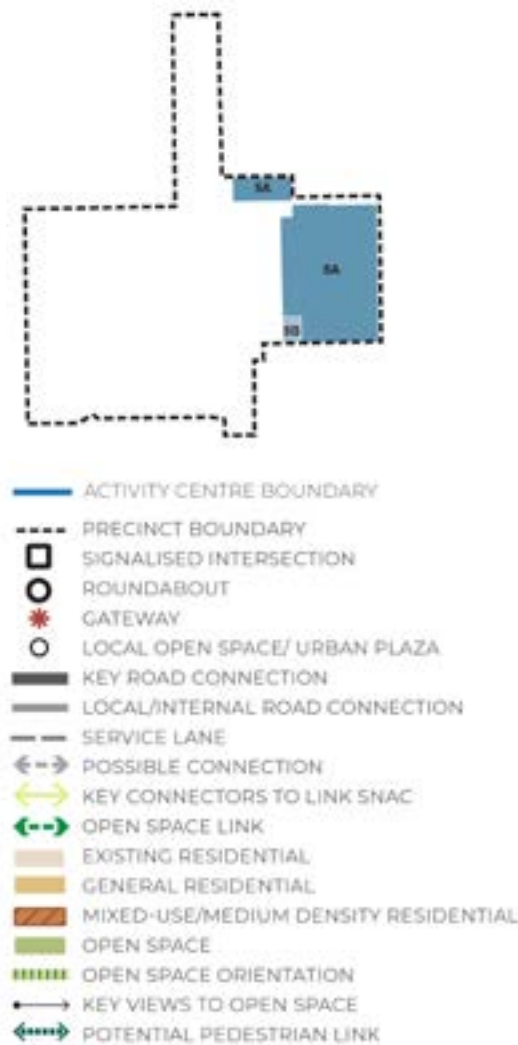 5A
5A
5B
ACTIVITY CENTRE BOUNDARY
PRECINCT BOUNDARY
SIGNALISED INTERSECTION
ROUNDABOUT
GATEWAY
LOCAL OPEN SPACE/ URBAN PLAZA
KEY ROAD CONNECTION
LOCAL/INTERNAL ROAD CONNECTION
SERVICE LANE
POSSIBLE CONNECTION
KEY CONNECTORS TO LINK SNAC
OPEN SPACE LINK
EXISTING RESIDENTIAL
GENERAL RESIDENTIAL
MIXED-USE/MEDIUM DENSITY RESIDENTIAL
OPEN SPACE
OPEN SPACE ORIENTATION
KEY VIEWS TO OPEN SPACE
POTENTIAL PEDESTRIAN LINK